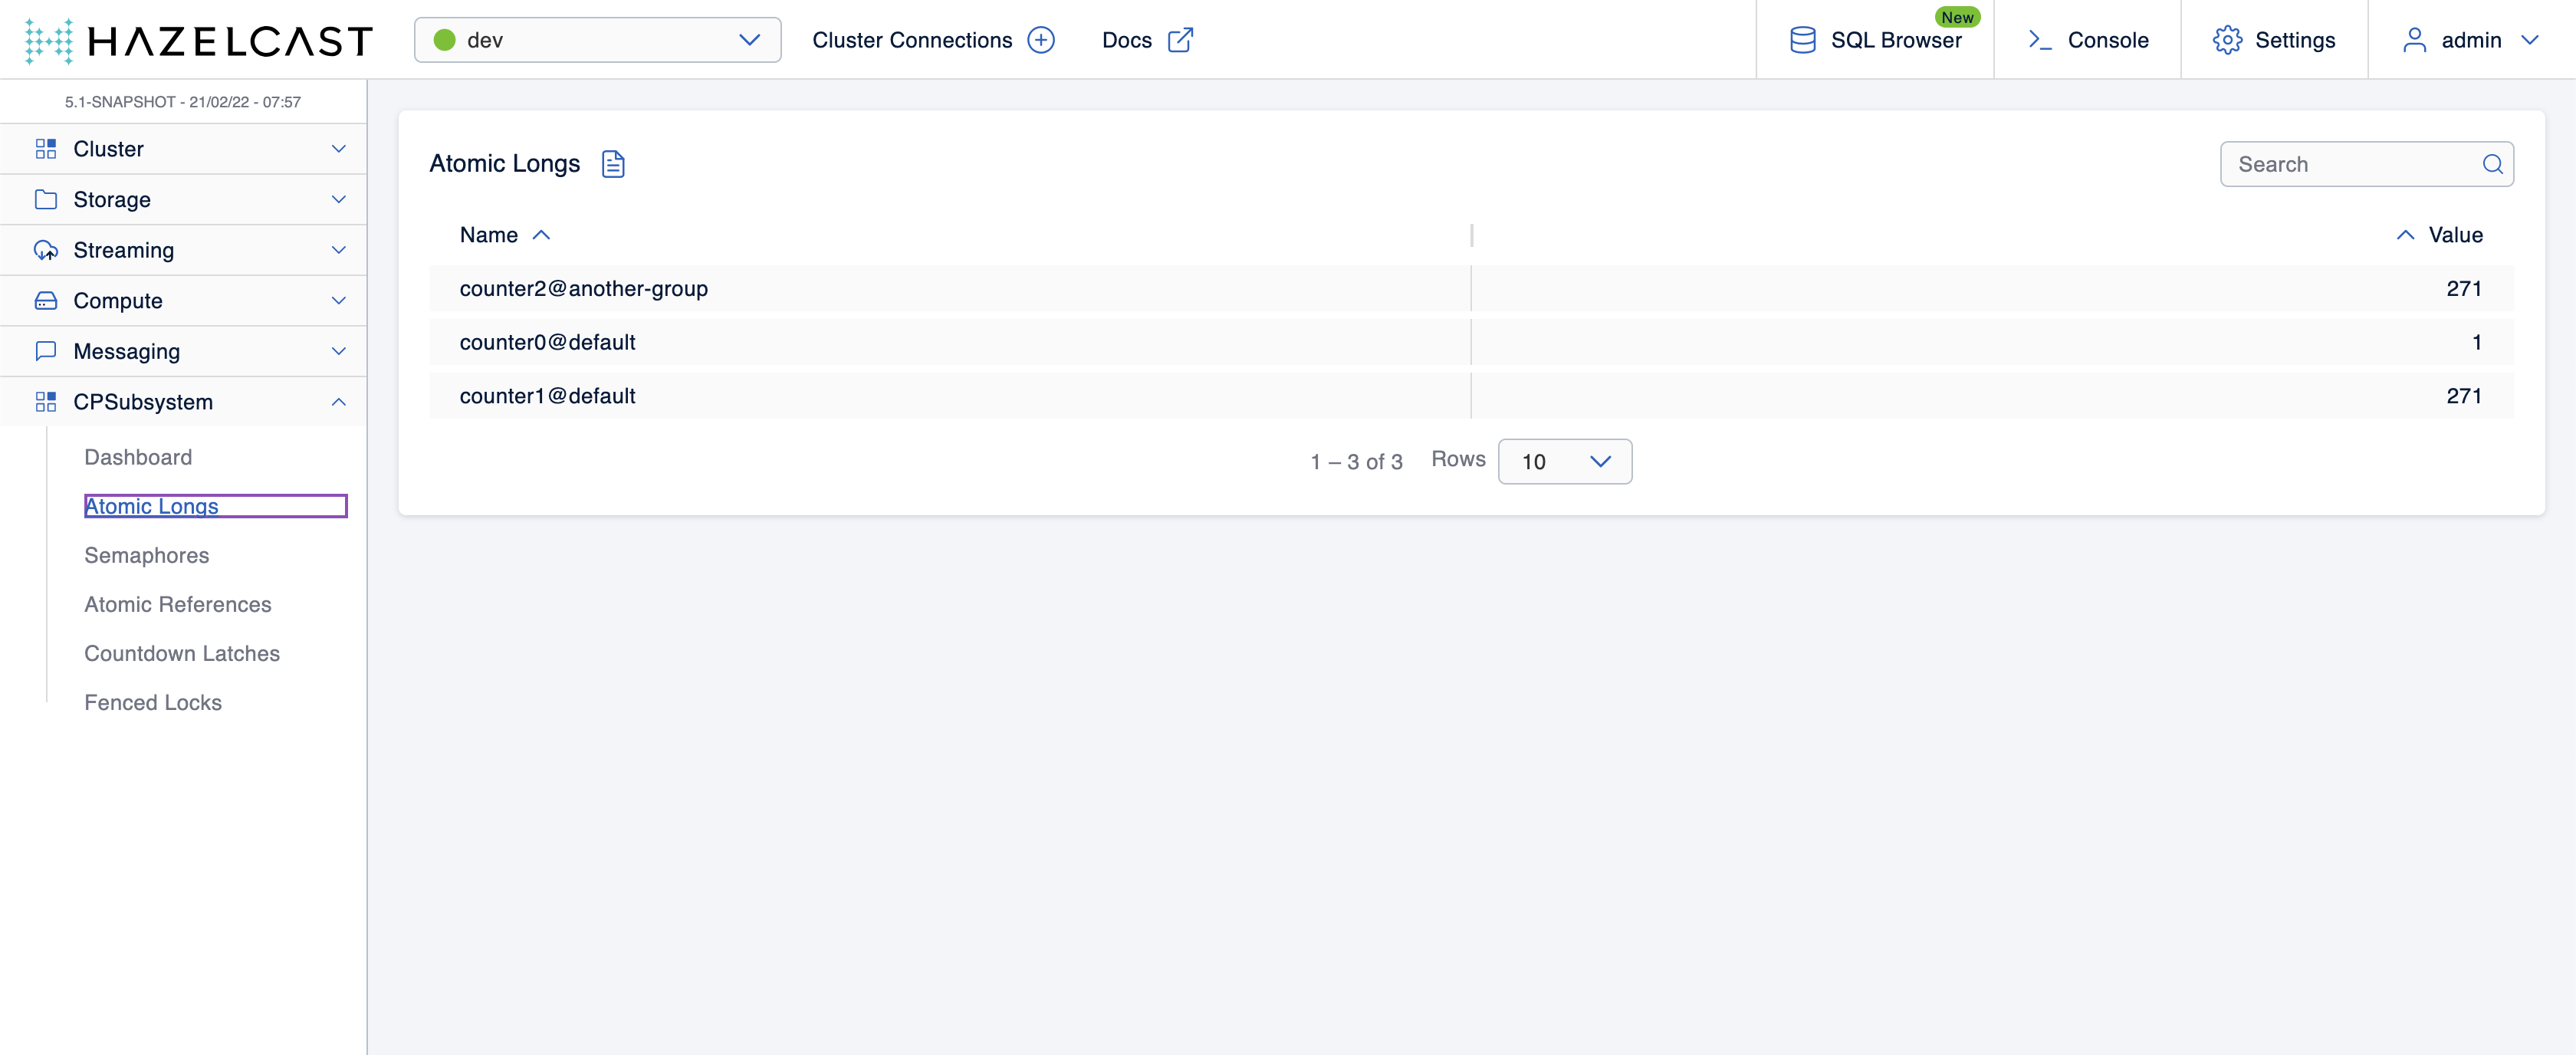 HAZELCAST
dev
Cluster Connections
Docs
New
SQL Browser
Console
Settings
admin
5.1-SNAPSHOT - 21/02/22 - 07:57
Cluster
Storage
Streaming
Compute
Messaging
CPSubsystem
Dashboard
Atomic Longs
Semaphores
Atomic References
Countdown Latches
Fenced Locks
Atomic Longs
Search
Name Value
counter2@another-group 271
counter0@default 1
counter1@default 271
1 – 3 of 3 Rows 10